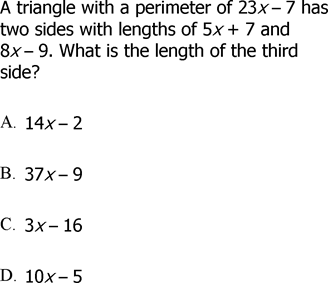 A triangle with a perimeter of 23x – 7 has
two sides with lengths of 5x + 7 and
8x – 9. What is the length of the third
side?
A. 14x – 2
B. 37x – 9
C. 3x – 16
D. 10x – 5